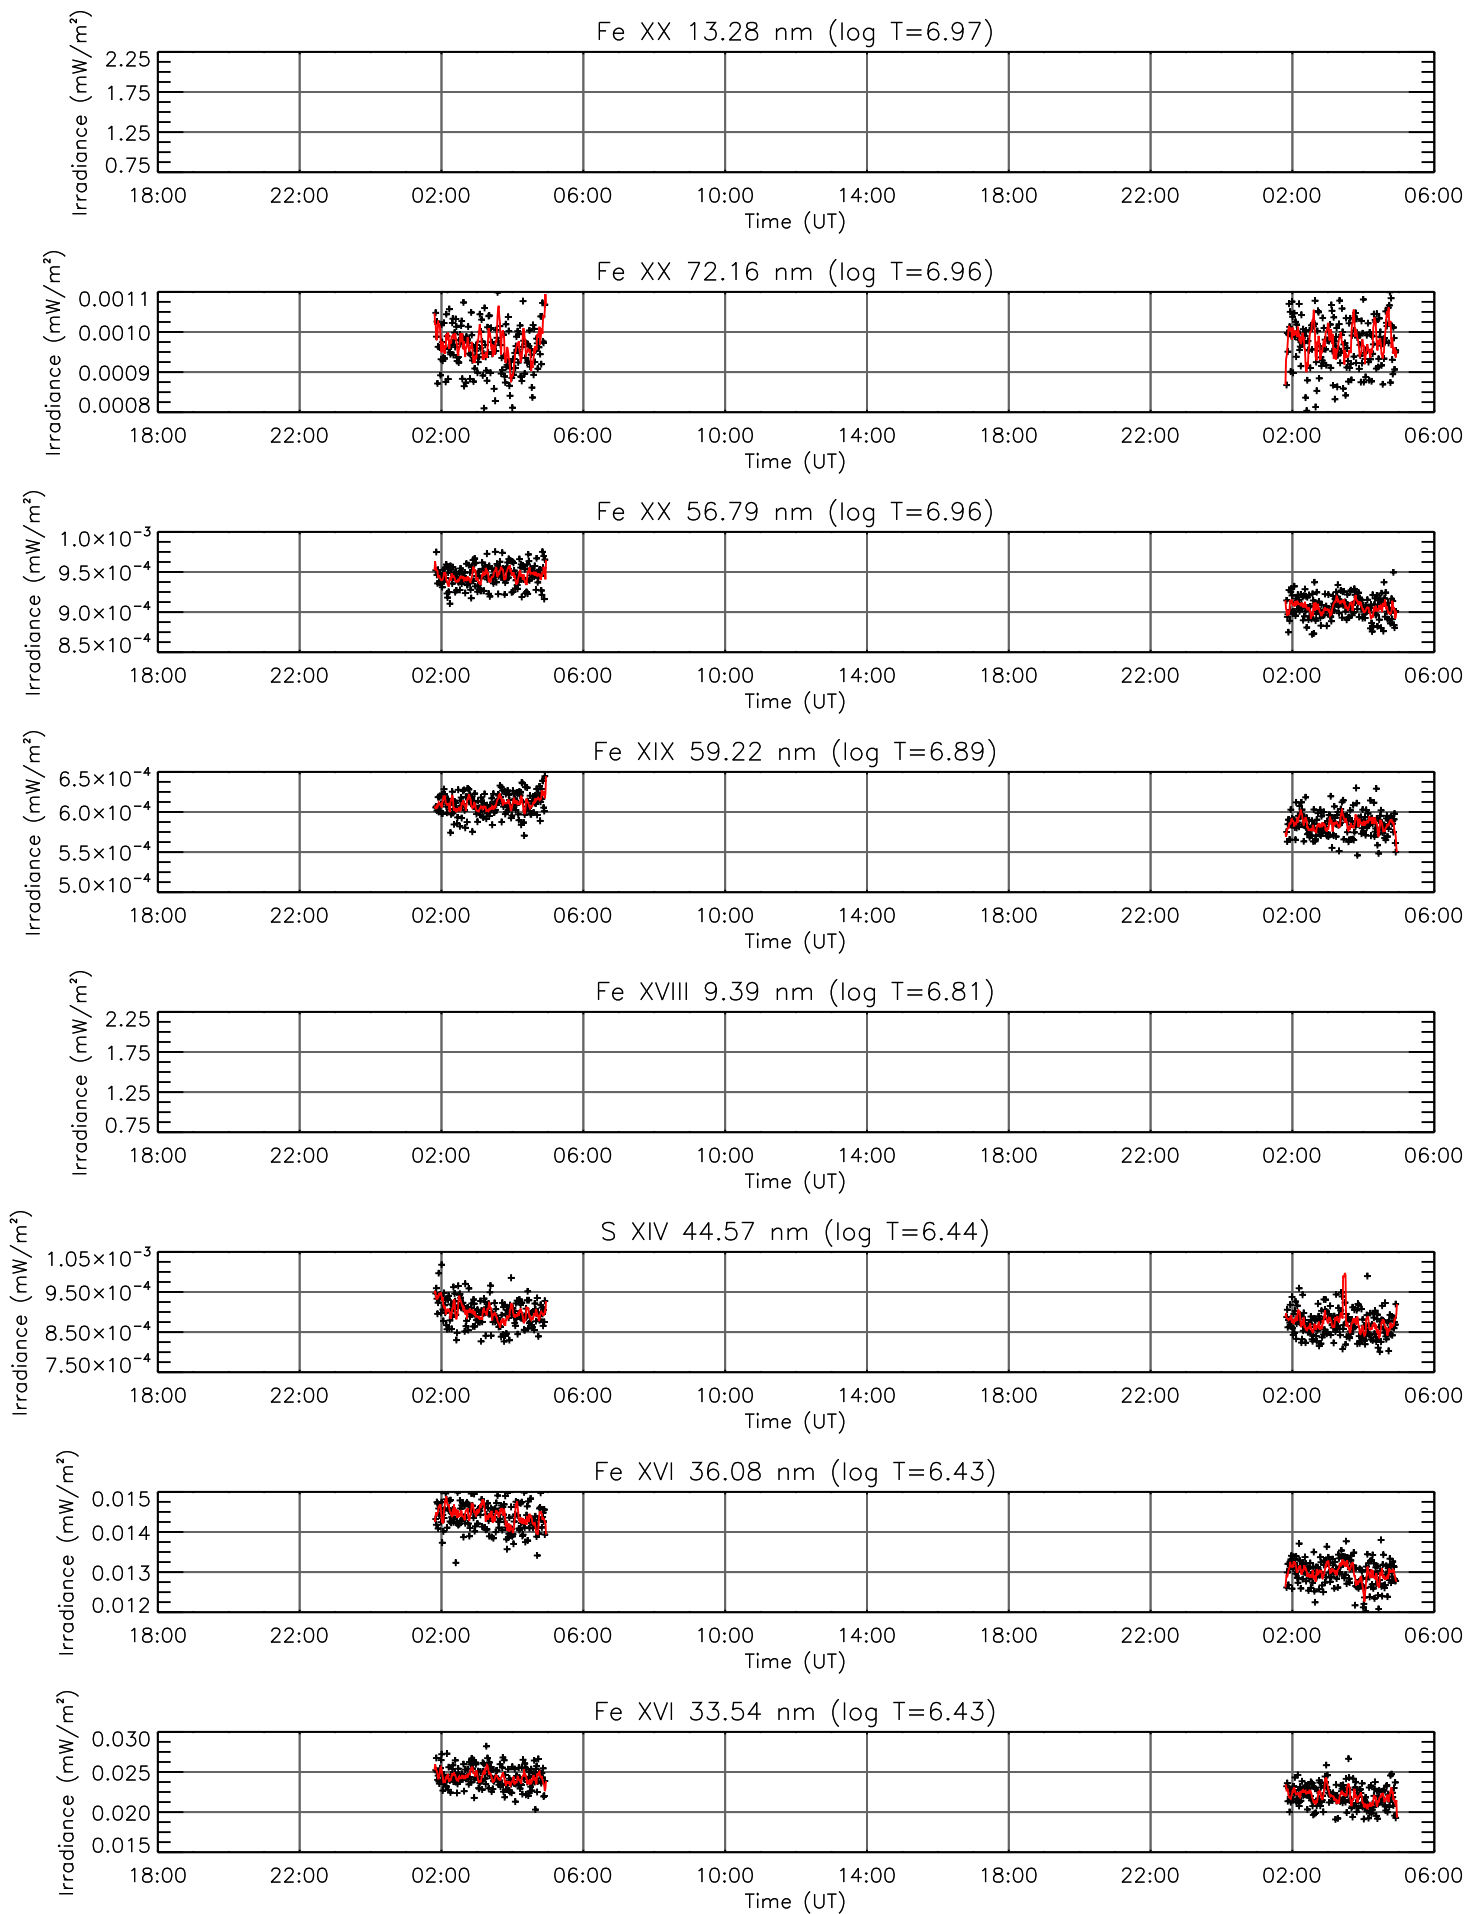 Fe XX 13.28 nm (log T=6.97)
Irradiance (mW/m²)
2.25
1.75
1.25
0.75
18:00 22:00 02:00 06:00 10:00 14:00 18:00 22:00 02:00 06:00
Time (UT)
Fe XX 72.16 nm (log T=6.96)
Irradiance (mW/m²)
0.0011
0.0010
0.0009
0.0008
18:00 22:00 02:00 06:00 10:00 14:00 18:00 22:00 02:00 06:00
Time (UT)
Fe XX 56.79 nm (log T=6.96)
Irradiance (mW/m²)
1.0×10⁻³
9.5×10⁻⁴
9.0×10⁻⁴
8.5×10⁻⁴
18:00 22:00 02:00 06:00 10:00 14:00 18:00 22:00 02:00 06:00
Time (UT)
Fe XIX 59.22 nm (log T=6.89)
Irradiance (mW/m²)
6.5×10⁻⁴
6.0×10⁻⁴
5.5×10⁻⁴
5.0×10⁻⁴
18:00 22:00 02:00 06:00 10:00 14:00 18:00 22:00 02:00 06:00
Time (UT)
Fe XVIII 9.39 nm (log T=6.81)
Irradiance (mW/m²)
2.25
1.75
1.25
0.75
18:00 22:00 02:00 06:00 10:00 14:00 18:00 22:00 02:00 06:00
Time (UT)
S XIV 44.57 nm (log T=6.44)
Irradiance (mW/m²)
1.05×10⁻³
9.50×10⁻⁴
8.50×10⁻⁴
7.50×10⁻⁴
18:00 22:00 02:00 06:00 10:00 14:00 18:00 22:00 02:00 06:00
Time (UT)
Fe XVI 36.08 nm (log T=6.43)
Irradiance (mW/m²)
0.015
0.014
0.013
0.012
18:00 22:00 02:00 06:00 10:00 14:00 18:00 22:00 02:00 06:00
Time (UT)
Fe XVI 33.54 nm (log T=6.43)
Irradiance (mW/m²)
0.030
0.025
0.020
0.015
18:00 22:00 02:00 06:00 10:00 14:00 18:00 22:00 02:00 06:00
Time (UT)